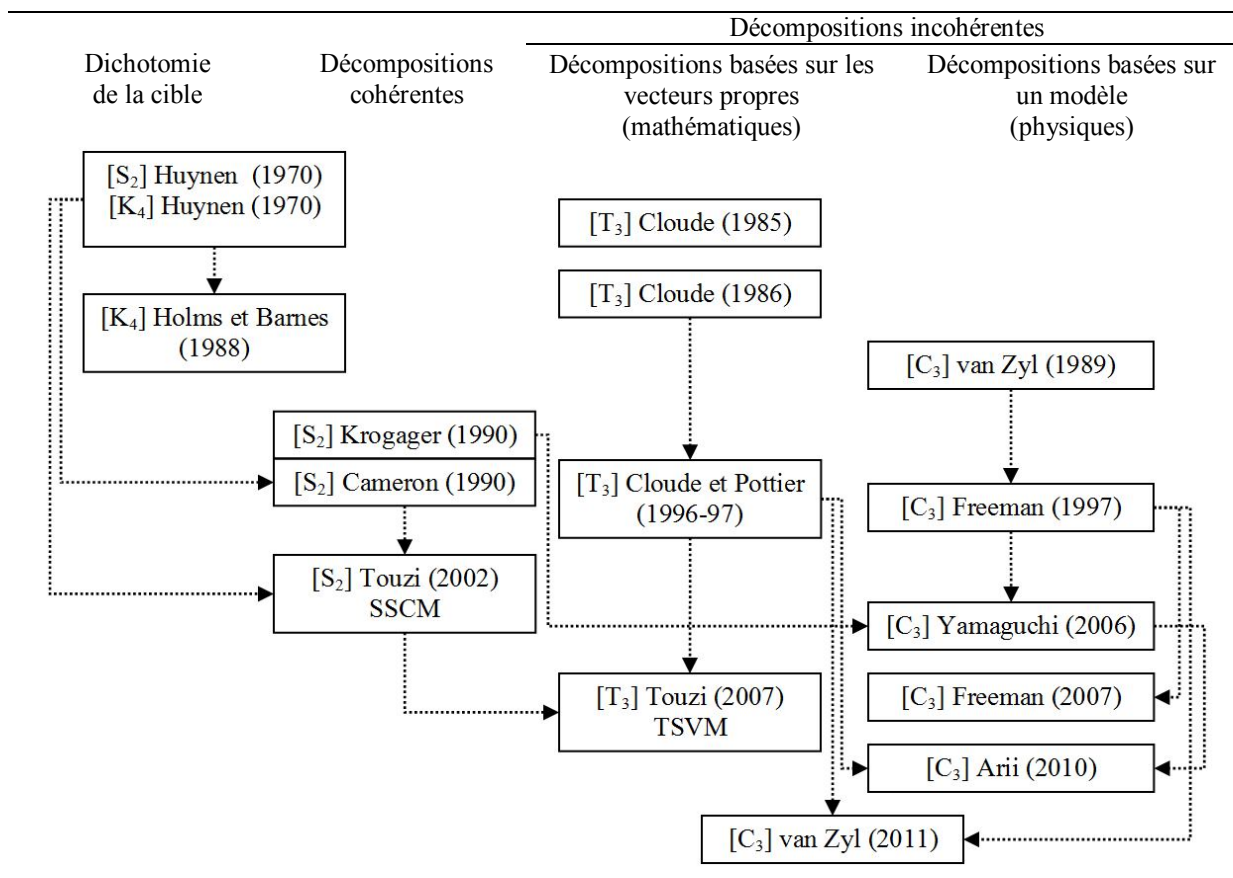 Décompositions incohérentes
Dichotomie
de la cible
Décompositions
cohérentes
Décompositions basées sur les
vecteurs propres
(mathématiques)
Décompositions basées sur
un modèle
(physiques)
[S₂] Huynen (1970)
[K₄] Huynen (1970)
[T₃] Cloude (1985)
[T₃] Cloude (1986)
[K₄] Holms et Barnes
(1988)
[C₃] van Zyl (1989)
[S₂] Krogager (1990)
[S₂] Cameron (1990)
[T₃] Cloude et Pottier
(1996-97)
[C₃] Freeman (1997)
[S₂] Touzi (2002)
SSCM
[C₃] Yamaguchi (2006)
[T₃] Touzi (2007)
TSVM
[C₃] Freeman (2007)
[C₃] Arii (2010)
[C₃] van Zyl (2011)